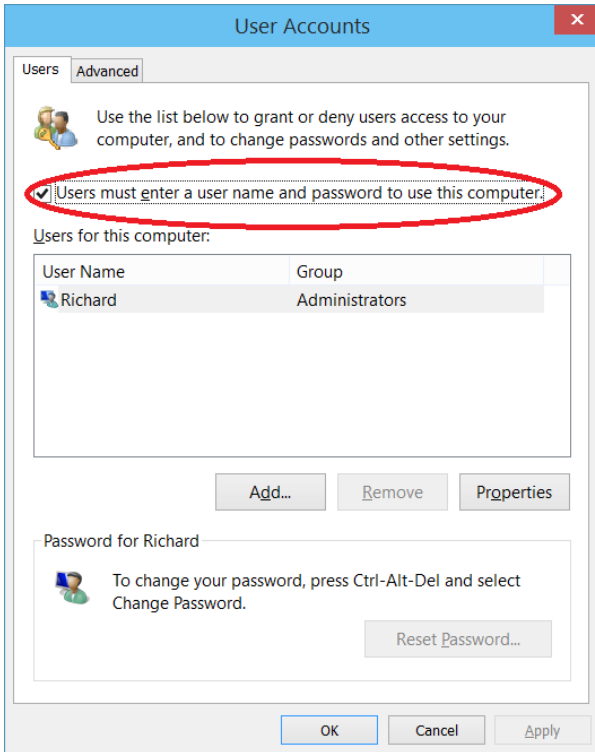 User Accounts
Users
Advanced
Use the list below to grant or deny users access to your
computer, and to change passwords and other settings.
Users must enter a user name and password to use this computer.
Users for this computer:
User Name Group
Richard Administrators
Add... Remove Properties
Password for Richard
To change your password, press Ctrl-Alt-Del and select
Change Password.
Reset Password...
OK Cancel Apply